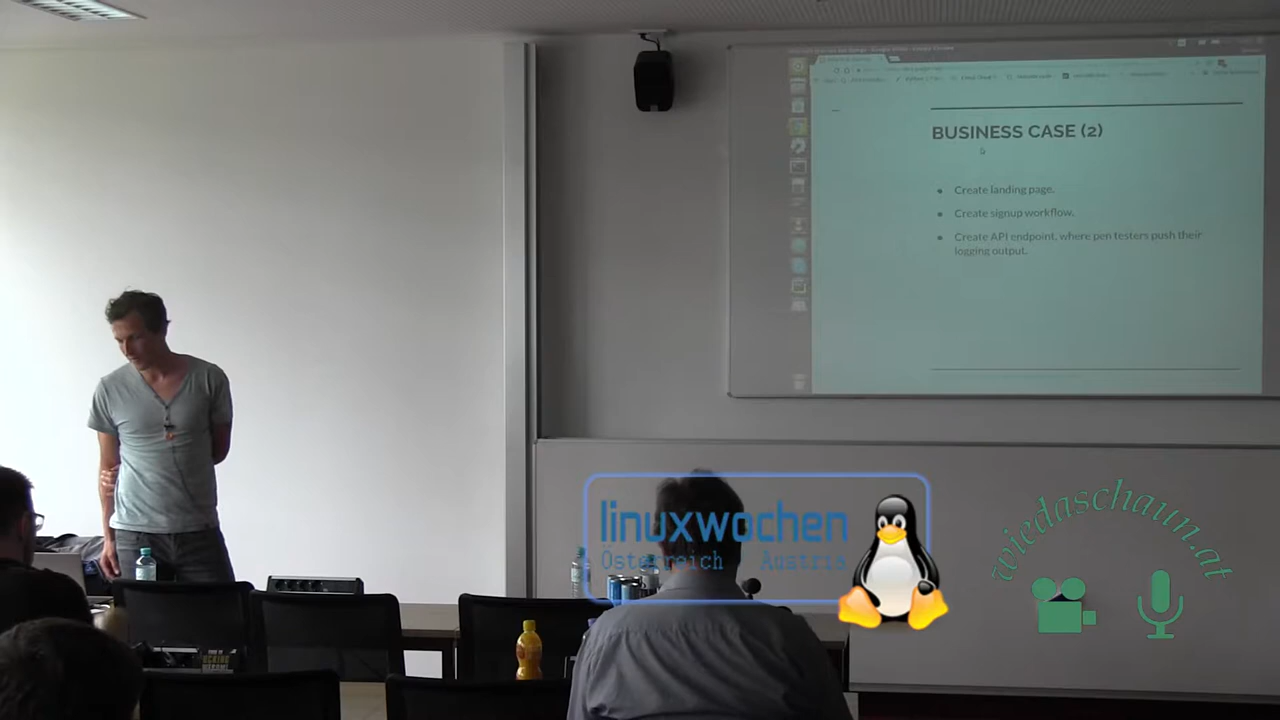 BUSINESS CASE (2)
Create landing page.
Create signup workflow.
Create API endpoint, where pen testers push their
logging output.
linuxwochen
Österreich Austria
wiedaschaun.at